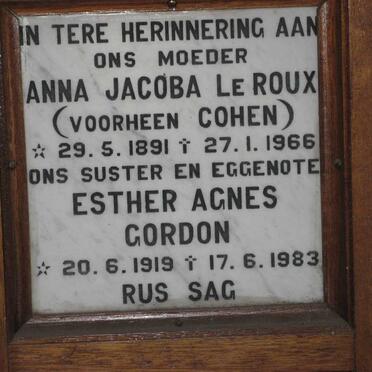 IN TERE HERINNERING AAN
ONS MOEDER
ANNA JACOBA LE ROUX
(VOORHEEN COHEN)
☆ 29.5.1891 † 27.1.1966
ONS SUSTER EN EGGENOTE
ESTHER AGNES
GORDON
☆ 20.6.1919 † 17.6.1983
RUS SAG